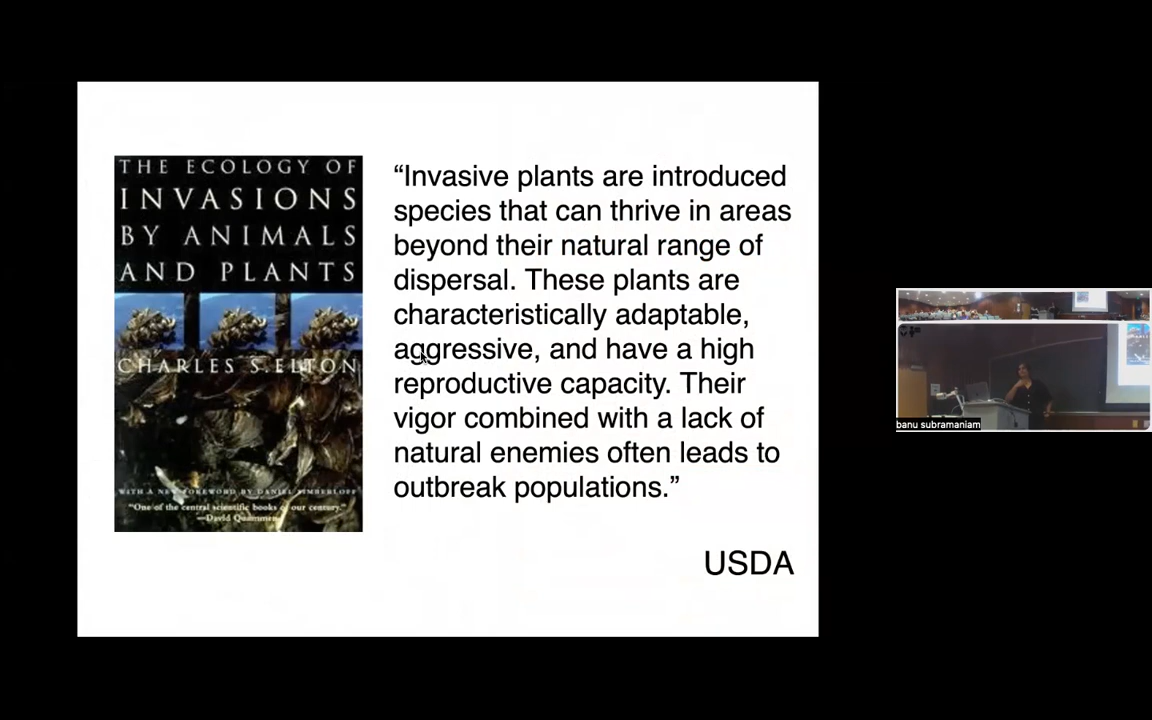 THE ECOLOGY OF
INVASIONS
BY ANIMALS
AND PLANTS
CHARLES S. ELTON
WITH A NEW FOREWORD BY DANIEL SIMBERLOFF
“One of the central scientific books of our century.”
—David Quammen
“Invasive plants are introduced
species that can thrive in areas
beyond their natural range of
dispersal. These plants are
characteristically adaptable,
aggressive, and have a high
reproductive capacity. Their
vigor combined with a lack of
natural enemies often leads to
outbreak populations.”
USDA
banu subramaniam